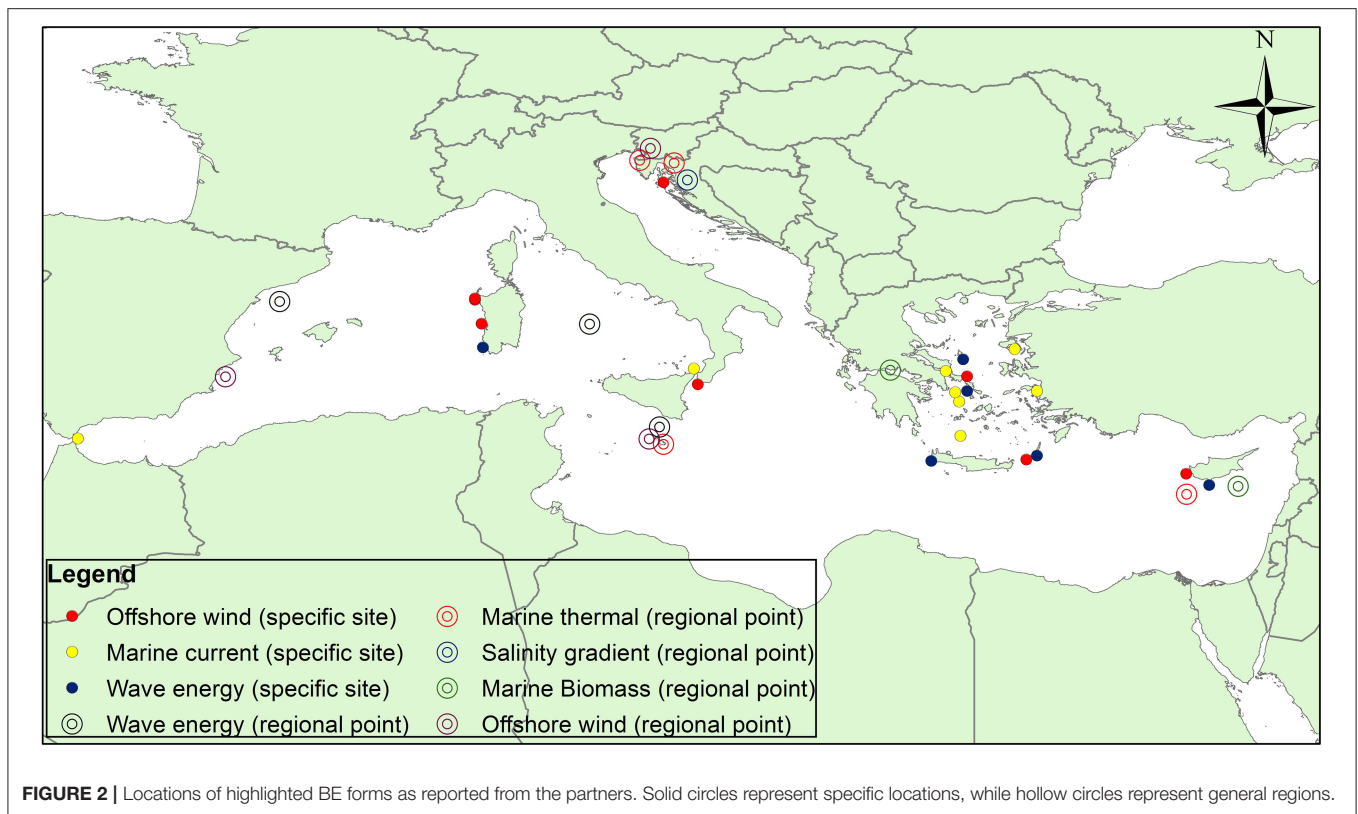 N
Legend
Offshore wind (specific site)
Marine current (specific site)
Wave energy (specific site)
Wave energy (regional point)
Marine thermal (regional point)
Salinity gradient (regional point)
Marine Biomass (regional point)
Offshore wind (regional point)
FIGURE 2 | Locations of highlighted BE forms as reported from the partners. Solid circles represent specific locations, while hollow circles represent general regions.